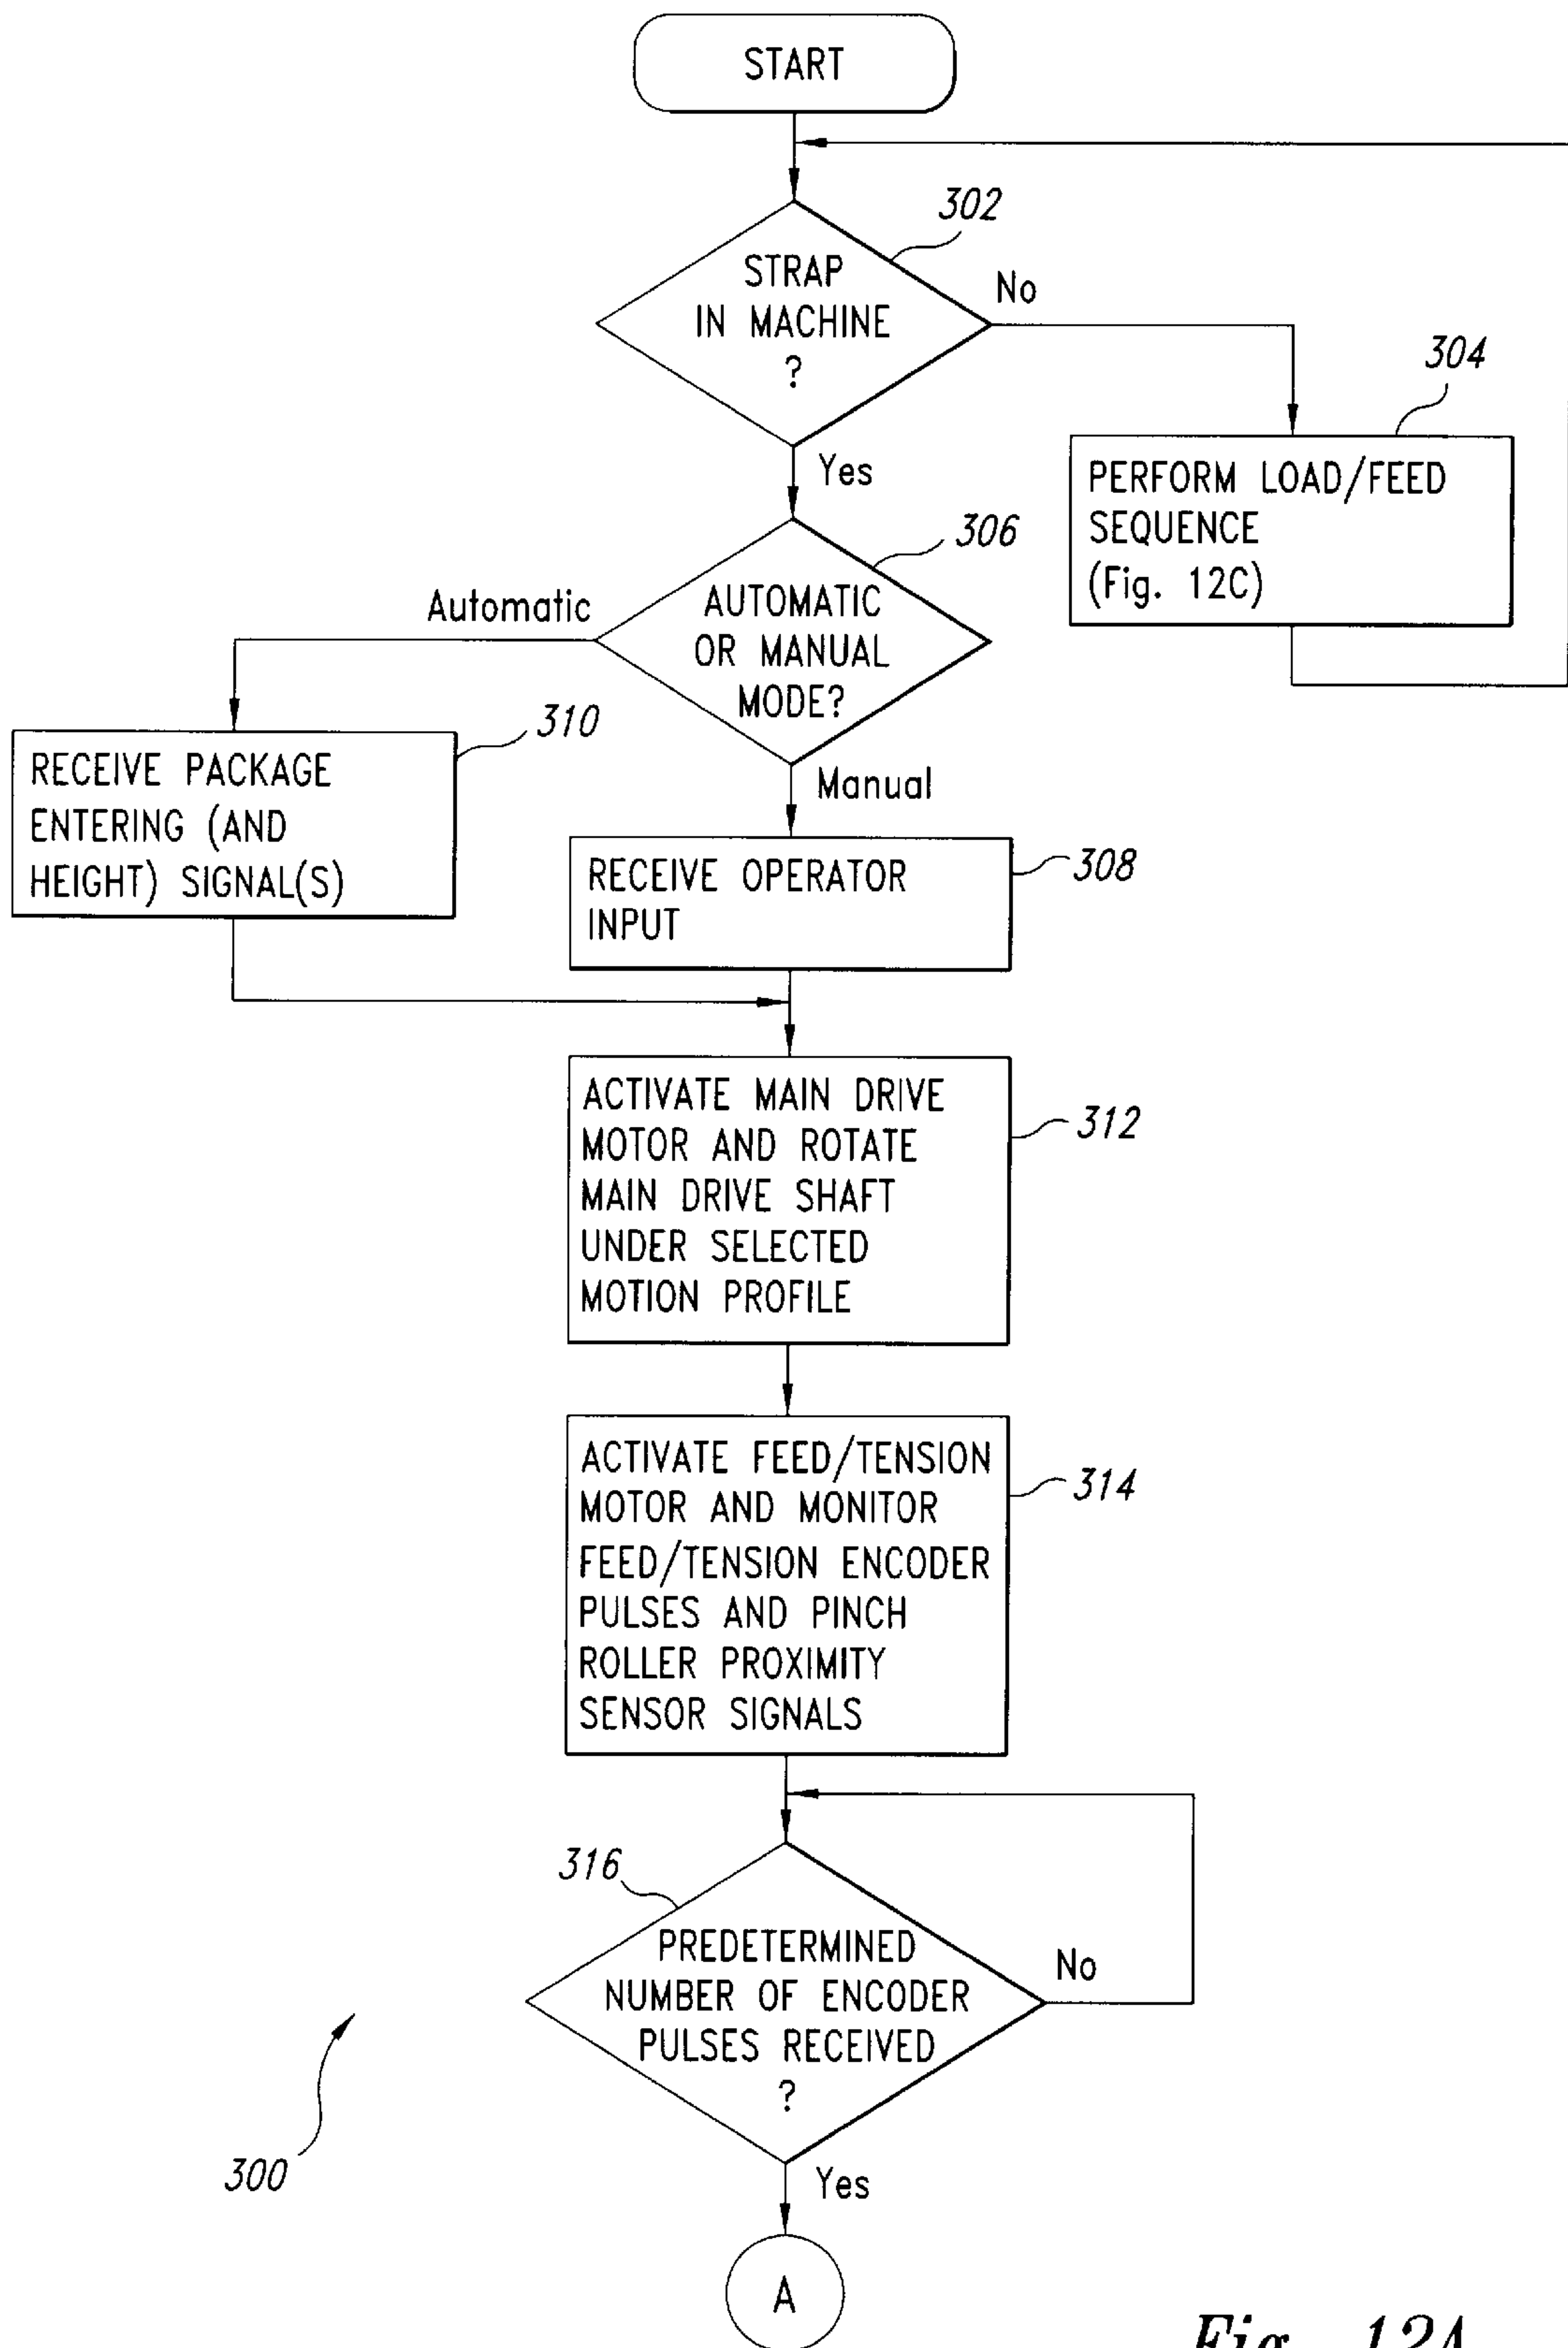 START
302
STRAP
IN MACHINE
?
No
Yes
304
PERFORM LOAD/FEED
SEQUENCE
(Fig. 12C)
306
Automatic
AUTOMATIC
OR MANUAL
MODE?
310
RECEIVE PACKAGE
ENTERING (AND
HEIGHT) SIGNAL(S)
Manual
308
RECEIVE OPERATOR
INPUT
312
ACTIVATE MAIN DRIVE
MOTOR AND ROTATE
MAIN DRIVE SHAFT
UNDER SELECTED
MOTION PROFILE
314
ACTIVATE FEED/TENSION
MOTOR AND MONITOR
FEED/TENSION ENCODER
PULSES AND PINCH
ROLLER PROXIMITY
SENSOR SIGNALS
316
PREDETERMINED
NUMBER OF ENCODER
PULSES RECEIVED
?
No
300
Yes
A
Fig. 12A